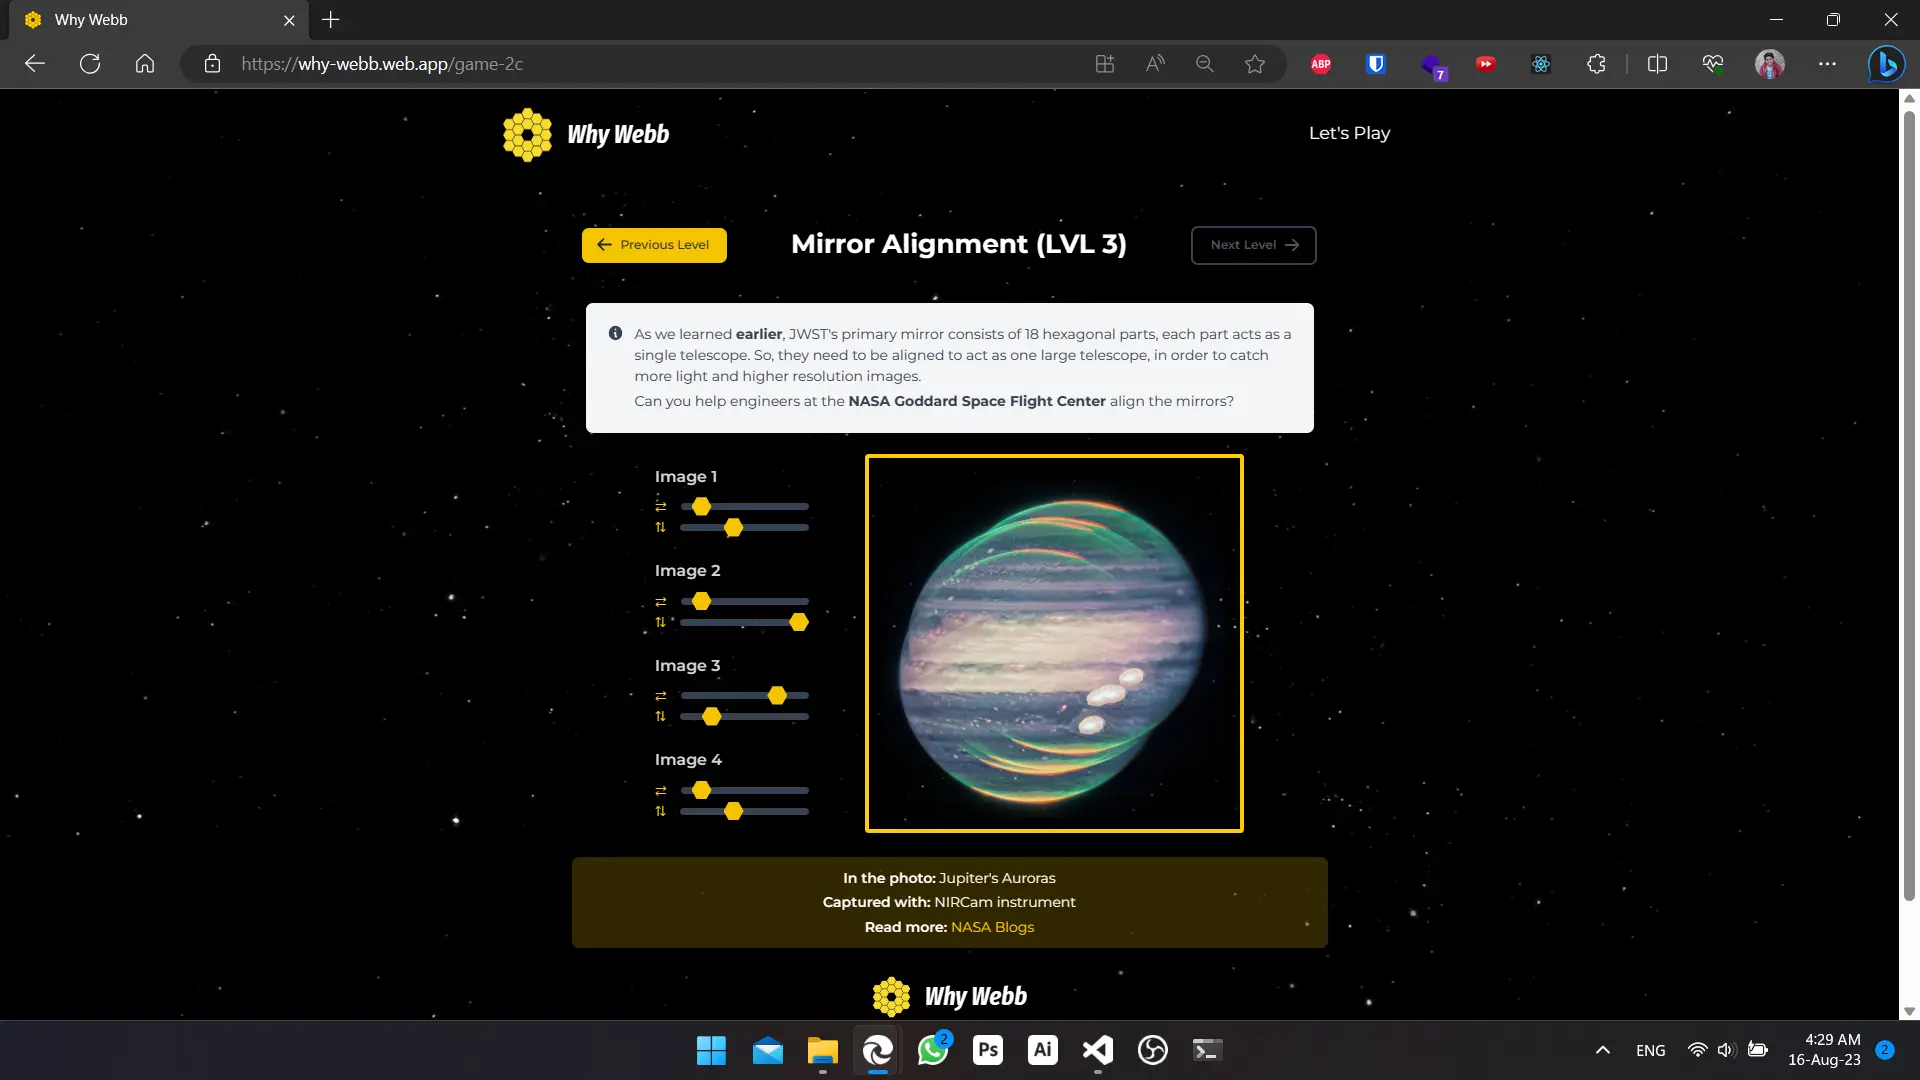 Why Webb
https://why-webb.web.app/game-2c
ABP
7
Why Webb
Let's Play
Previous Level
Mirror Alignment (LVL 3)
Next Level
As we learned earlier, JWST's primary mirror consists of 18 hexagonal parts, each part acts as a
single telescope. So, they need to be aligned to act as one large telescope, in order to catch
more light and higher resolution images.
Can you help engineers at the NASA Goddard Space Flight Center align the mirrors?
Image 1
Image 2
Image 3
Image 4
In the photo: Jupiter's Auroras
Captured with: NIRCam instrument
Read more: NASA Blogs
Why Webb
2
Ps
Ai
ENG
4:29 AM
16-Aug-23
2